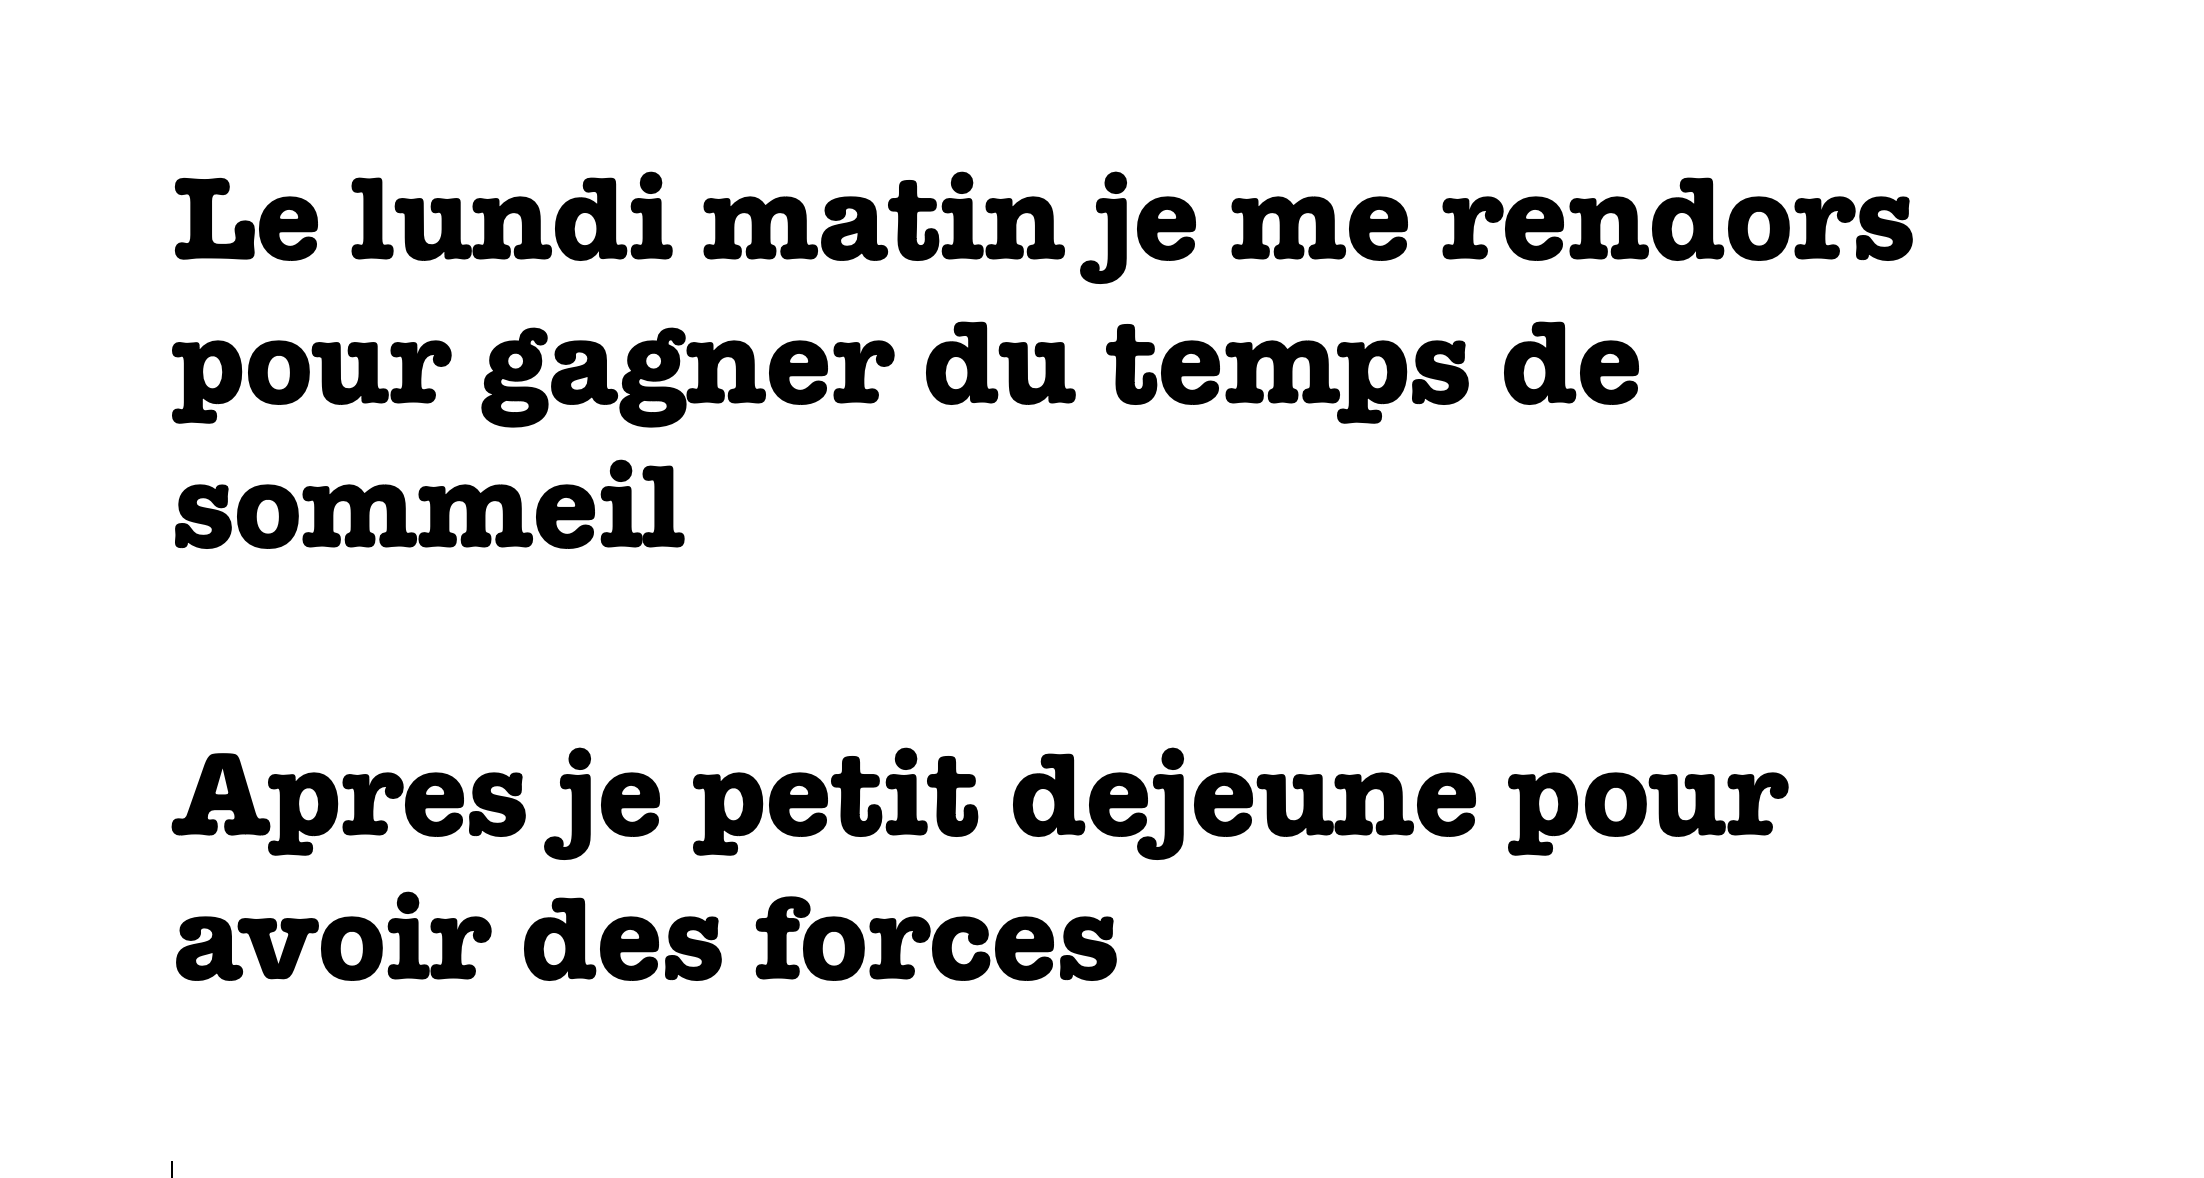 Le lundi matin je me rendors
pour gagner du temps de
sommeil
Apres je petit dejeune pour
avoir des forces